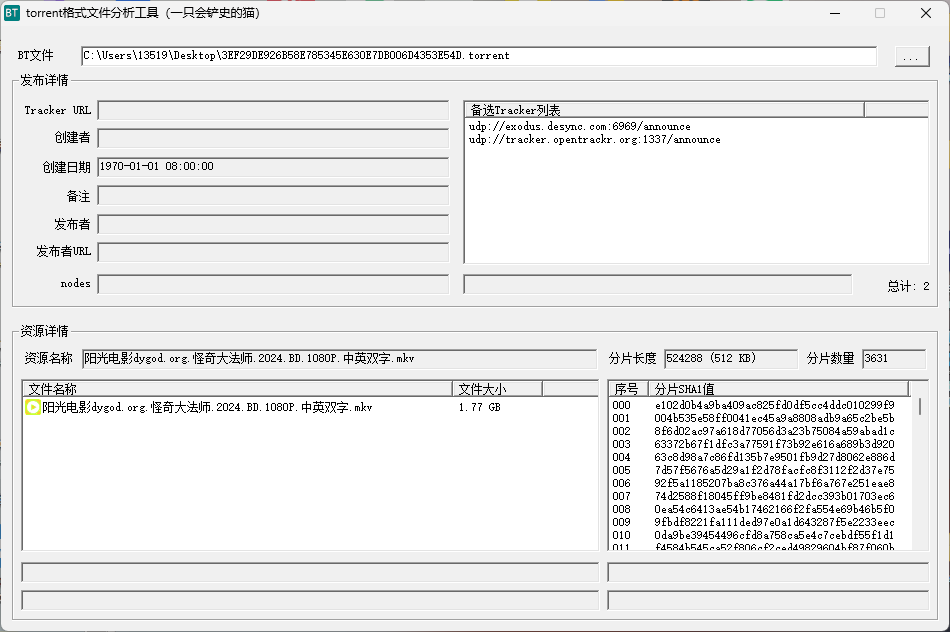 BT torrent格式文件分析工具（一只会铲史的猫）
BT文件 C:\Users\13519\Desktop\3EF29DE926B58E785345E630E7DB006D4353E54D.torrent ...
发布详情
Tracker URL
创建者
创建日期 1970-01-01 08:00:00
备注
发布者
发布者URL
nodes
备选Tracker列表
udp://exodus.desync.com:6969/announce
udp://tracker.opentrackr.org:1337/announce
总计: 2
资源详情
资源名称 阳光电影dygod.org.怪奇大法师.2024.BD.1080P.中英双字.mkv
分片长度 524288 (512 KB) 分片数量 3631
文件名称 文件大小
阳光电影dygod.org.怪奇大法师.2024.BD.1080P.中英双字.mkv 1.77 GB
序号 分片SHA1值
000 e102d0b4a9ba409ac825fd0df5cc4ddc010299f9
001 004b535e58ff0041ec45a9a8808adb9a65c2be5b
002 8f6d02ac97a618d77056d3a23b75084a59abad1c
003 63372b67f1dfc3a77591f73b92e616a689b3d920
004 63c8d98a7c86fd135b7e9501fb9d27d8062e886d
005 7d57f5676a5d29a1f2d78facfc8f3112f2d37e75
006 92f5a1185207ba8c376a44a17bf6a767e251eae8
007 74d2588f18045ff9be8481fd2dcc393b01703ec6
008 0ea54c6413ae54b17462166f2fa554e69b46b5f0
009 9fbdf8221fa111ded97e0a1d643287f5e2233eec
010 0da9be39454496cfd8a758ca5e4c7cebdf55f1d1
011 f4584b545ca52f806cf2ced49829604bf87f060b